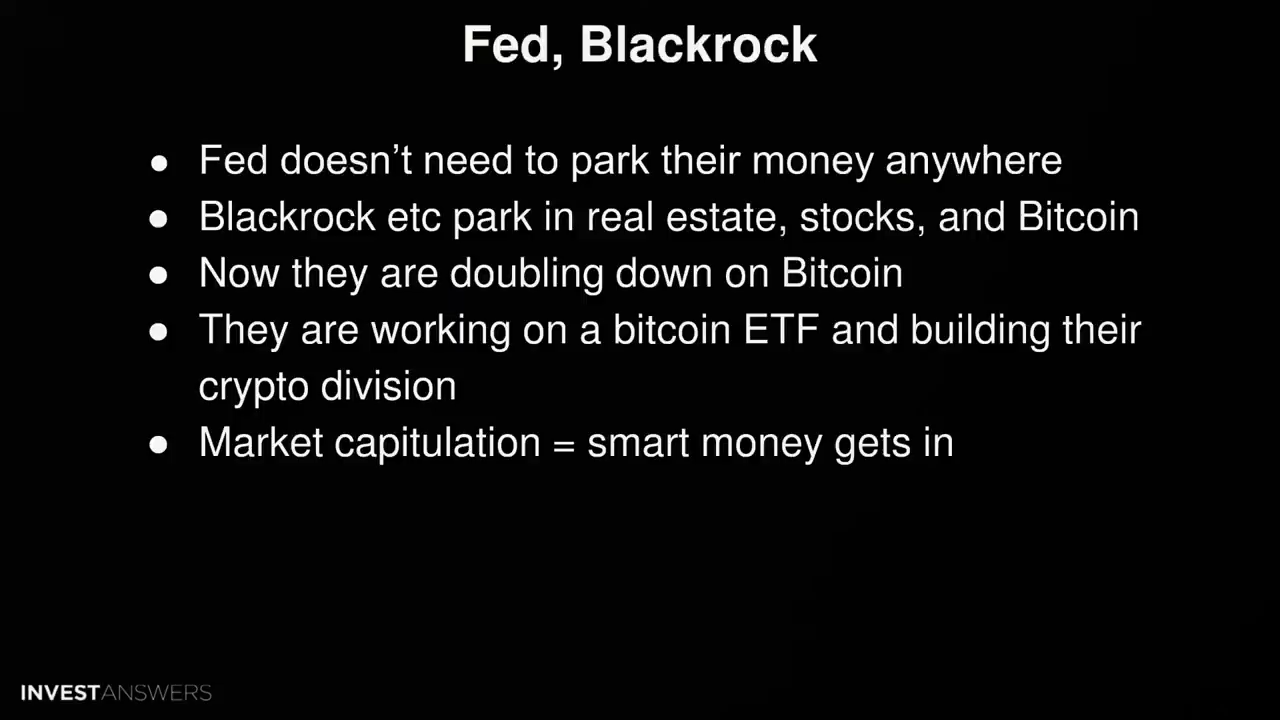 Fed, Blackrock
● Fed doesn’t need to park their money anywhere
● Blackrock etc park in real estate, stocks, and Bitcoin
● Now they are doubling down on Bitcoin
● They are working on a bitcoin ETF and building their
crypto division
● Market capitulation = smart money gets in
INVESTANSWERS